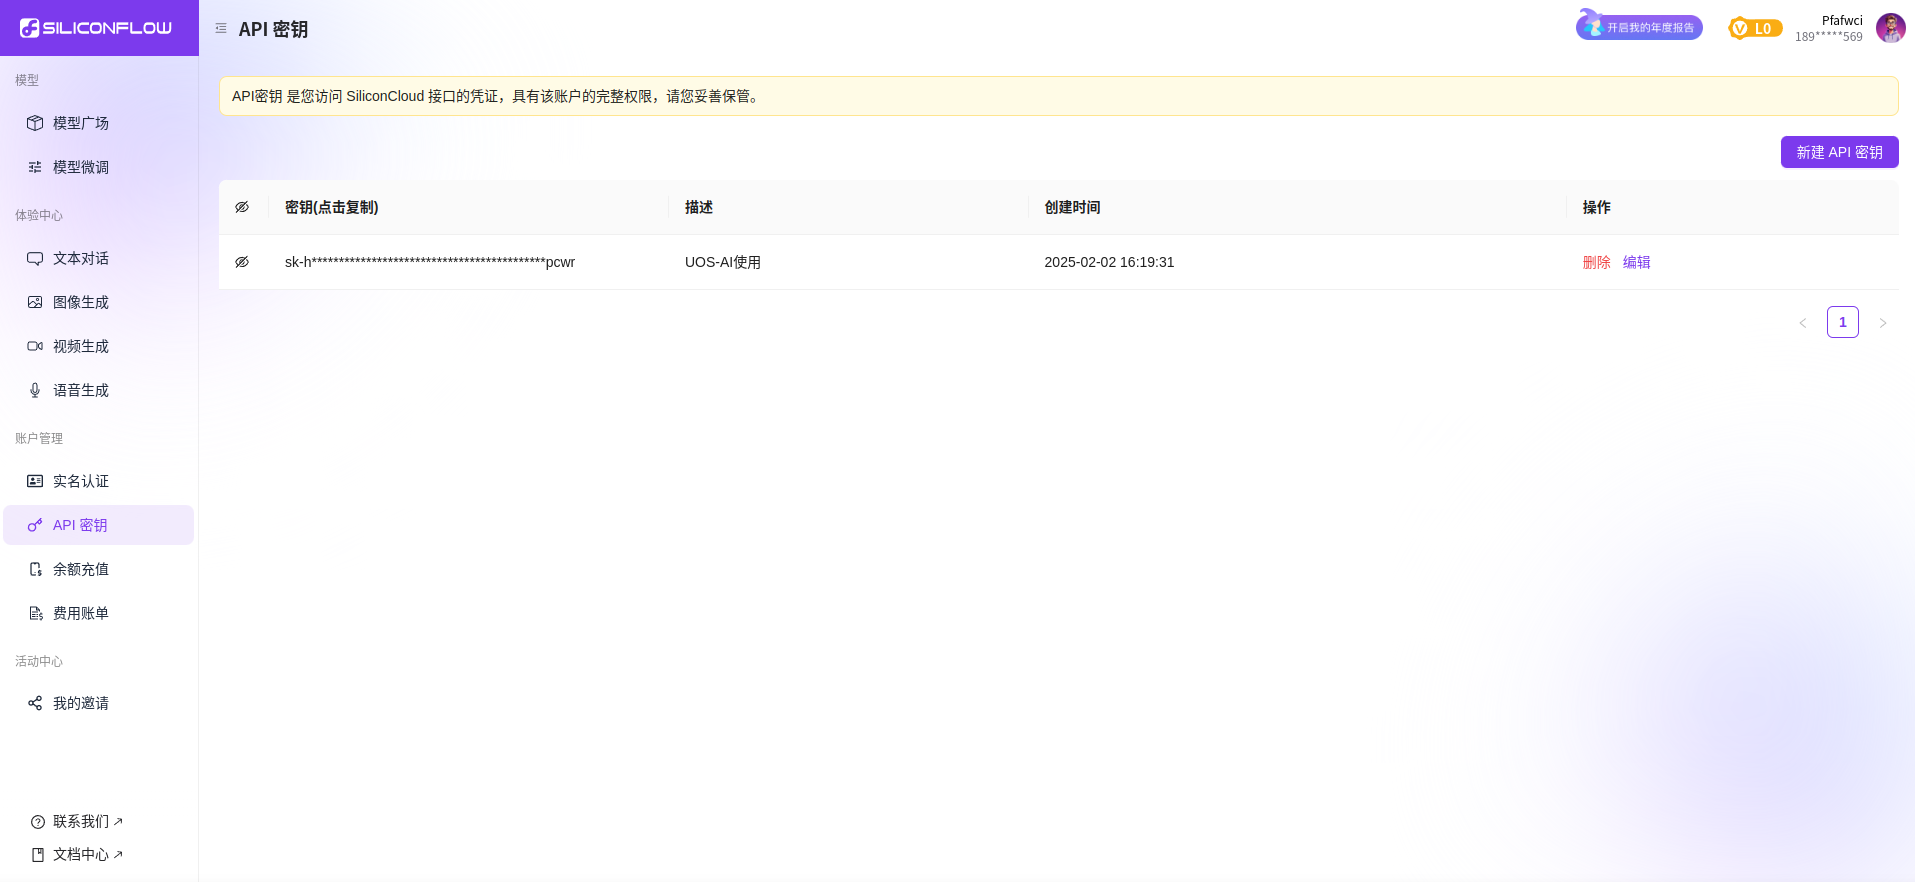 SILICONFLOW
API 密钥
开启我的年度报告
L0
Pfafwci
189*****569
模型
模型广场
模型微调
体验中心
文本对话
图像生成
视频生成
语音生成
账户管理
实名认证
API 密钥
余额充值
费用账单
活动中心
我的邀请
联系我们
文档中心
API密钥 是您访问 SiliconCloud 接口的凭证，具有该账户的完整权限，请您妥善保管。
新建 API 密钥
密钥(点击复制) 描述 创建时间 操作
sk-h********************************************pcwr UOS-AI使用 2025-02-02 16:19:31 删除 编辑
< 1 >